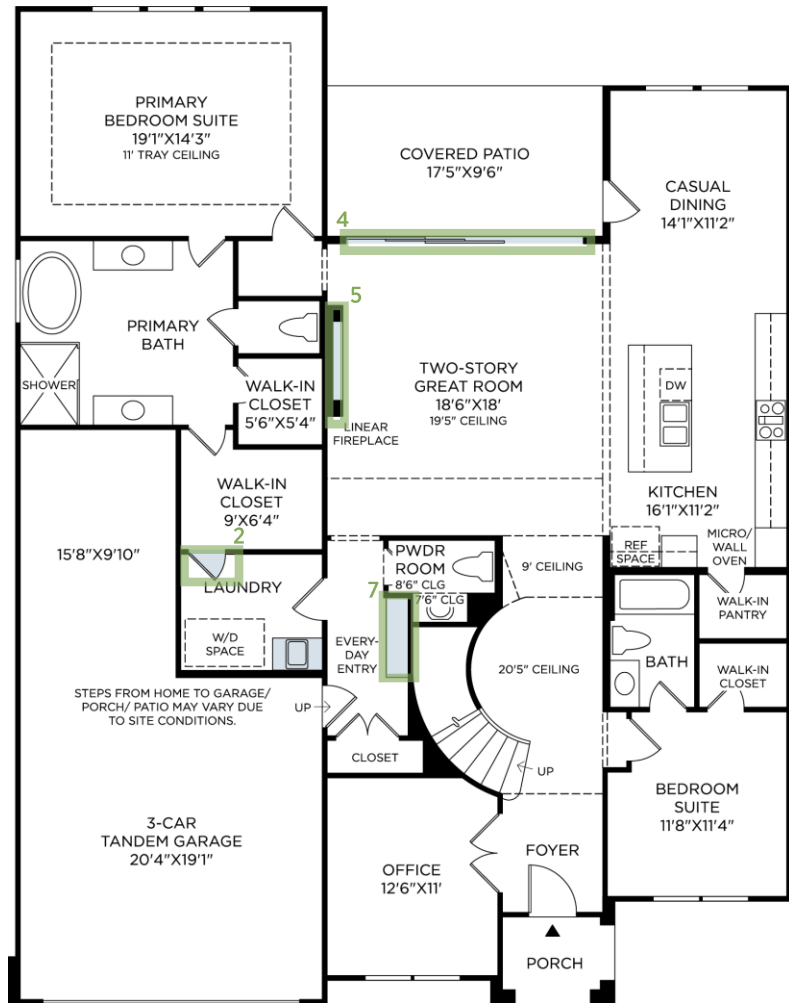 PRIMARY
BEDROOM SUITE
19'1"X14'3"
11' TRAY CEILING
COVERED PATIO
17'5"X9'6"
CASUAL
DINING
14'1"X11'2"
4
5
PRIMARY
BATH
SHOWER
WALK-IN
CLOSET
5'6"X5'4"
LINEAR
FIREPLACE
TWO-STORY
GREAT ROOM
18'6"X18'
19'5" CEILING
DW
KITCHEN
16'1"X11'2"
MICRO/
WALL
OVEN
REF
SPACE
WALK-IN
CLOSET
9'X6'4"
2
15'8"X9'10"
LAUNDRY
W/D
SPACE
PWDR
ROOM
8'6" CLG
7'6" CLG
7
EVERY-
DAY
ENTRY
9' CEILING
20'5" CEILING
WALK-IN
PANTRY
BATH
WALK-IN
CLOSET
STEPS FROM HOME TO GARAGE/
PORCH/ PATIO MAY VARY DUE
TO SITE CONDITIONS.
UP
CLOSET
UP
BEDROOM
SUITE
11'8"X11'4"
3-CAR
TANDEM GARAGE
20'4"X19'1"
OFFICE
12'6"X11'
FOYER
PORCH